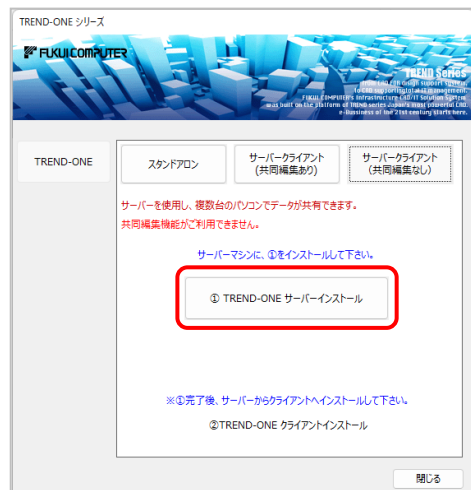 TREND-ONE シリーズ
FUKUI COMPUTER
TREND Series
TREND-ONE
スタンドアロン
サーバークライアント
(共同編集あり)
サーバークライアント
(共同編集なし)
サーバーを使用し、複数台のパソコンでデータが共有できます。
共同編集機能がご利用できません。
サーバーマシンに、①をインストールして下さい。
① TREND-ONE サーバーインストール
※①完了後、サーバーからクライアントへインストールして下さい。
②TREND-ONE クライアントインストール
閉じる